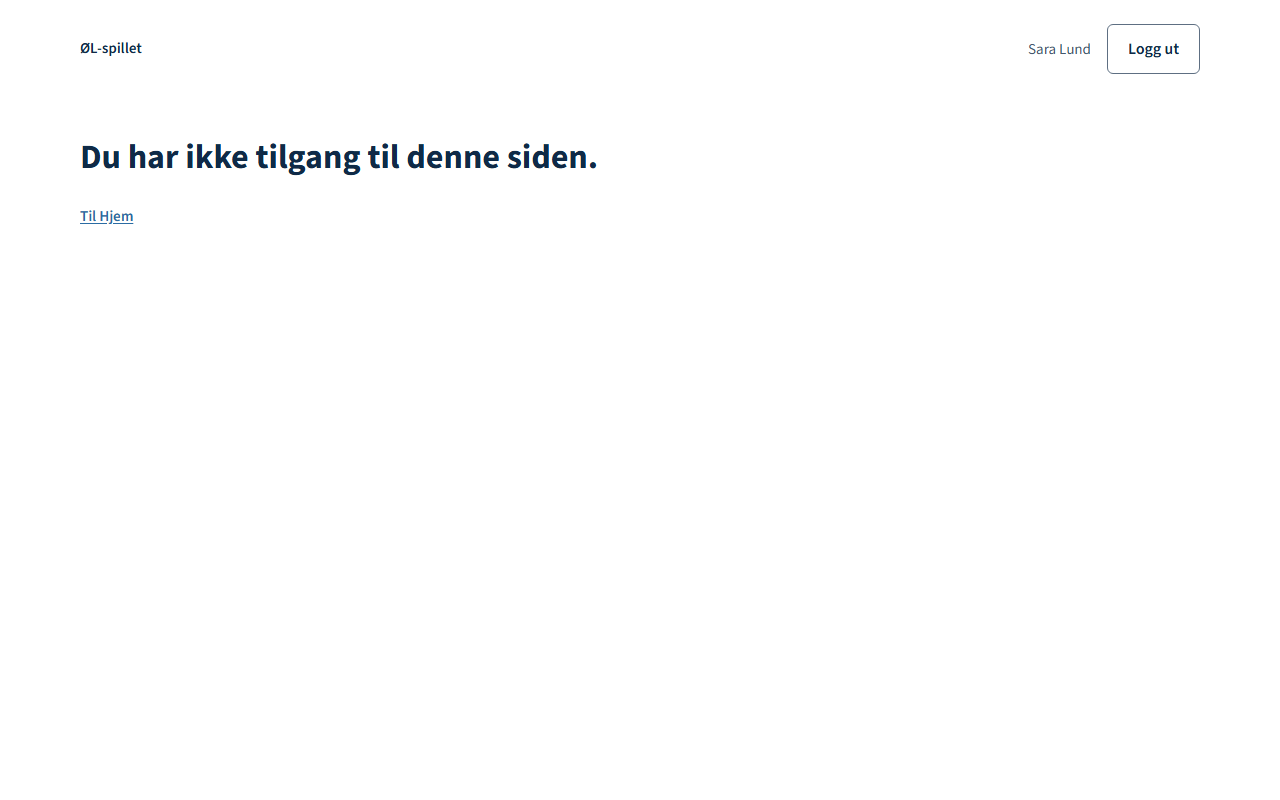 ØL-spillet
Sara Lund
Logg ut
Du har ikke tilgang til denne siden.
Til Hjem